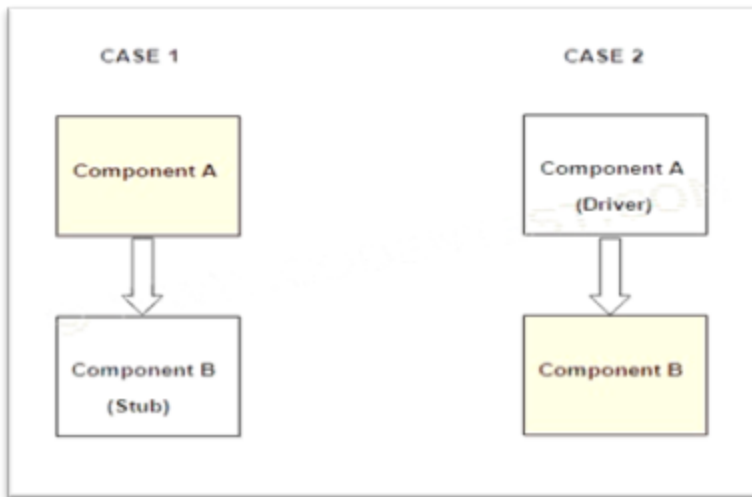 CASE 1
CASE 2
Component A
Component A
(Driver)
Component B
(Stub)
Component B